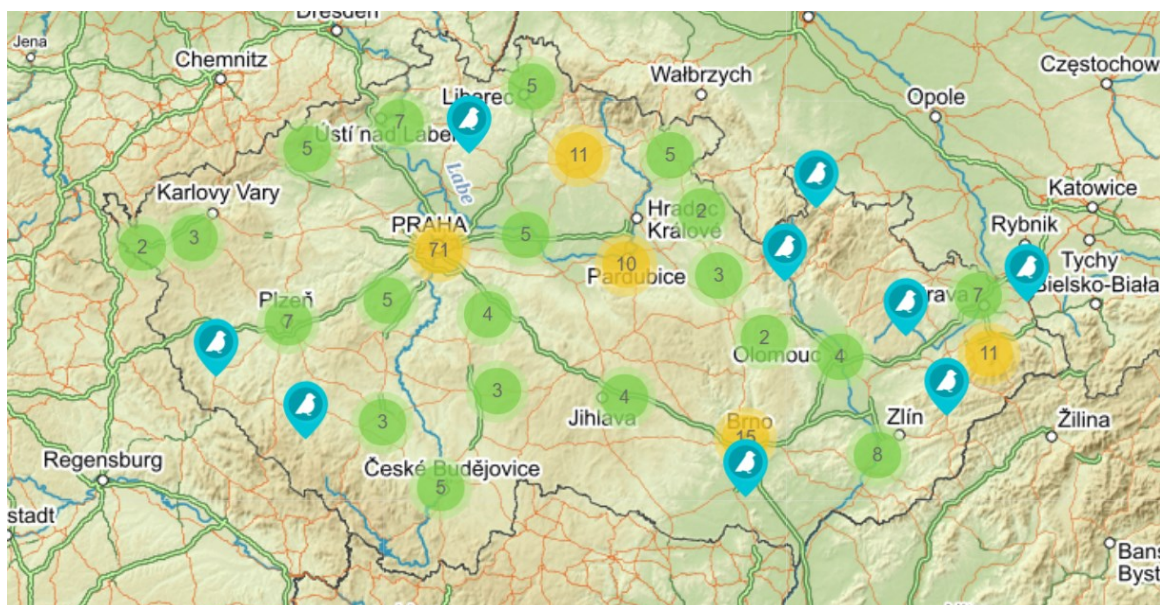 Dresden
Jena
Chemnitz
5
Liberec
Wałbrzych
Częstochow
Opole
7
Ústí nad Labem
5
11
5
Labe
Karlovy Vary
Katowice
2
Hradec
Králové
PRAHA
Rybnik
2
3
5
71
10
Pardubice
3
Tychy
Bielsko-Biała
7
5
Plzeň
7
4
2
Olomouc
4
11
3
4
Jihlava
3
Brno
15
Zlín
Žilina
8
Regensburg
České Budějovice
5
stadt
Bans
Byst